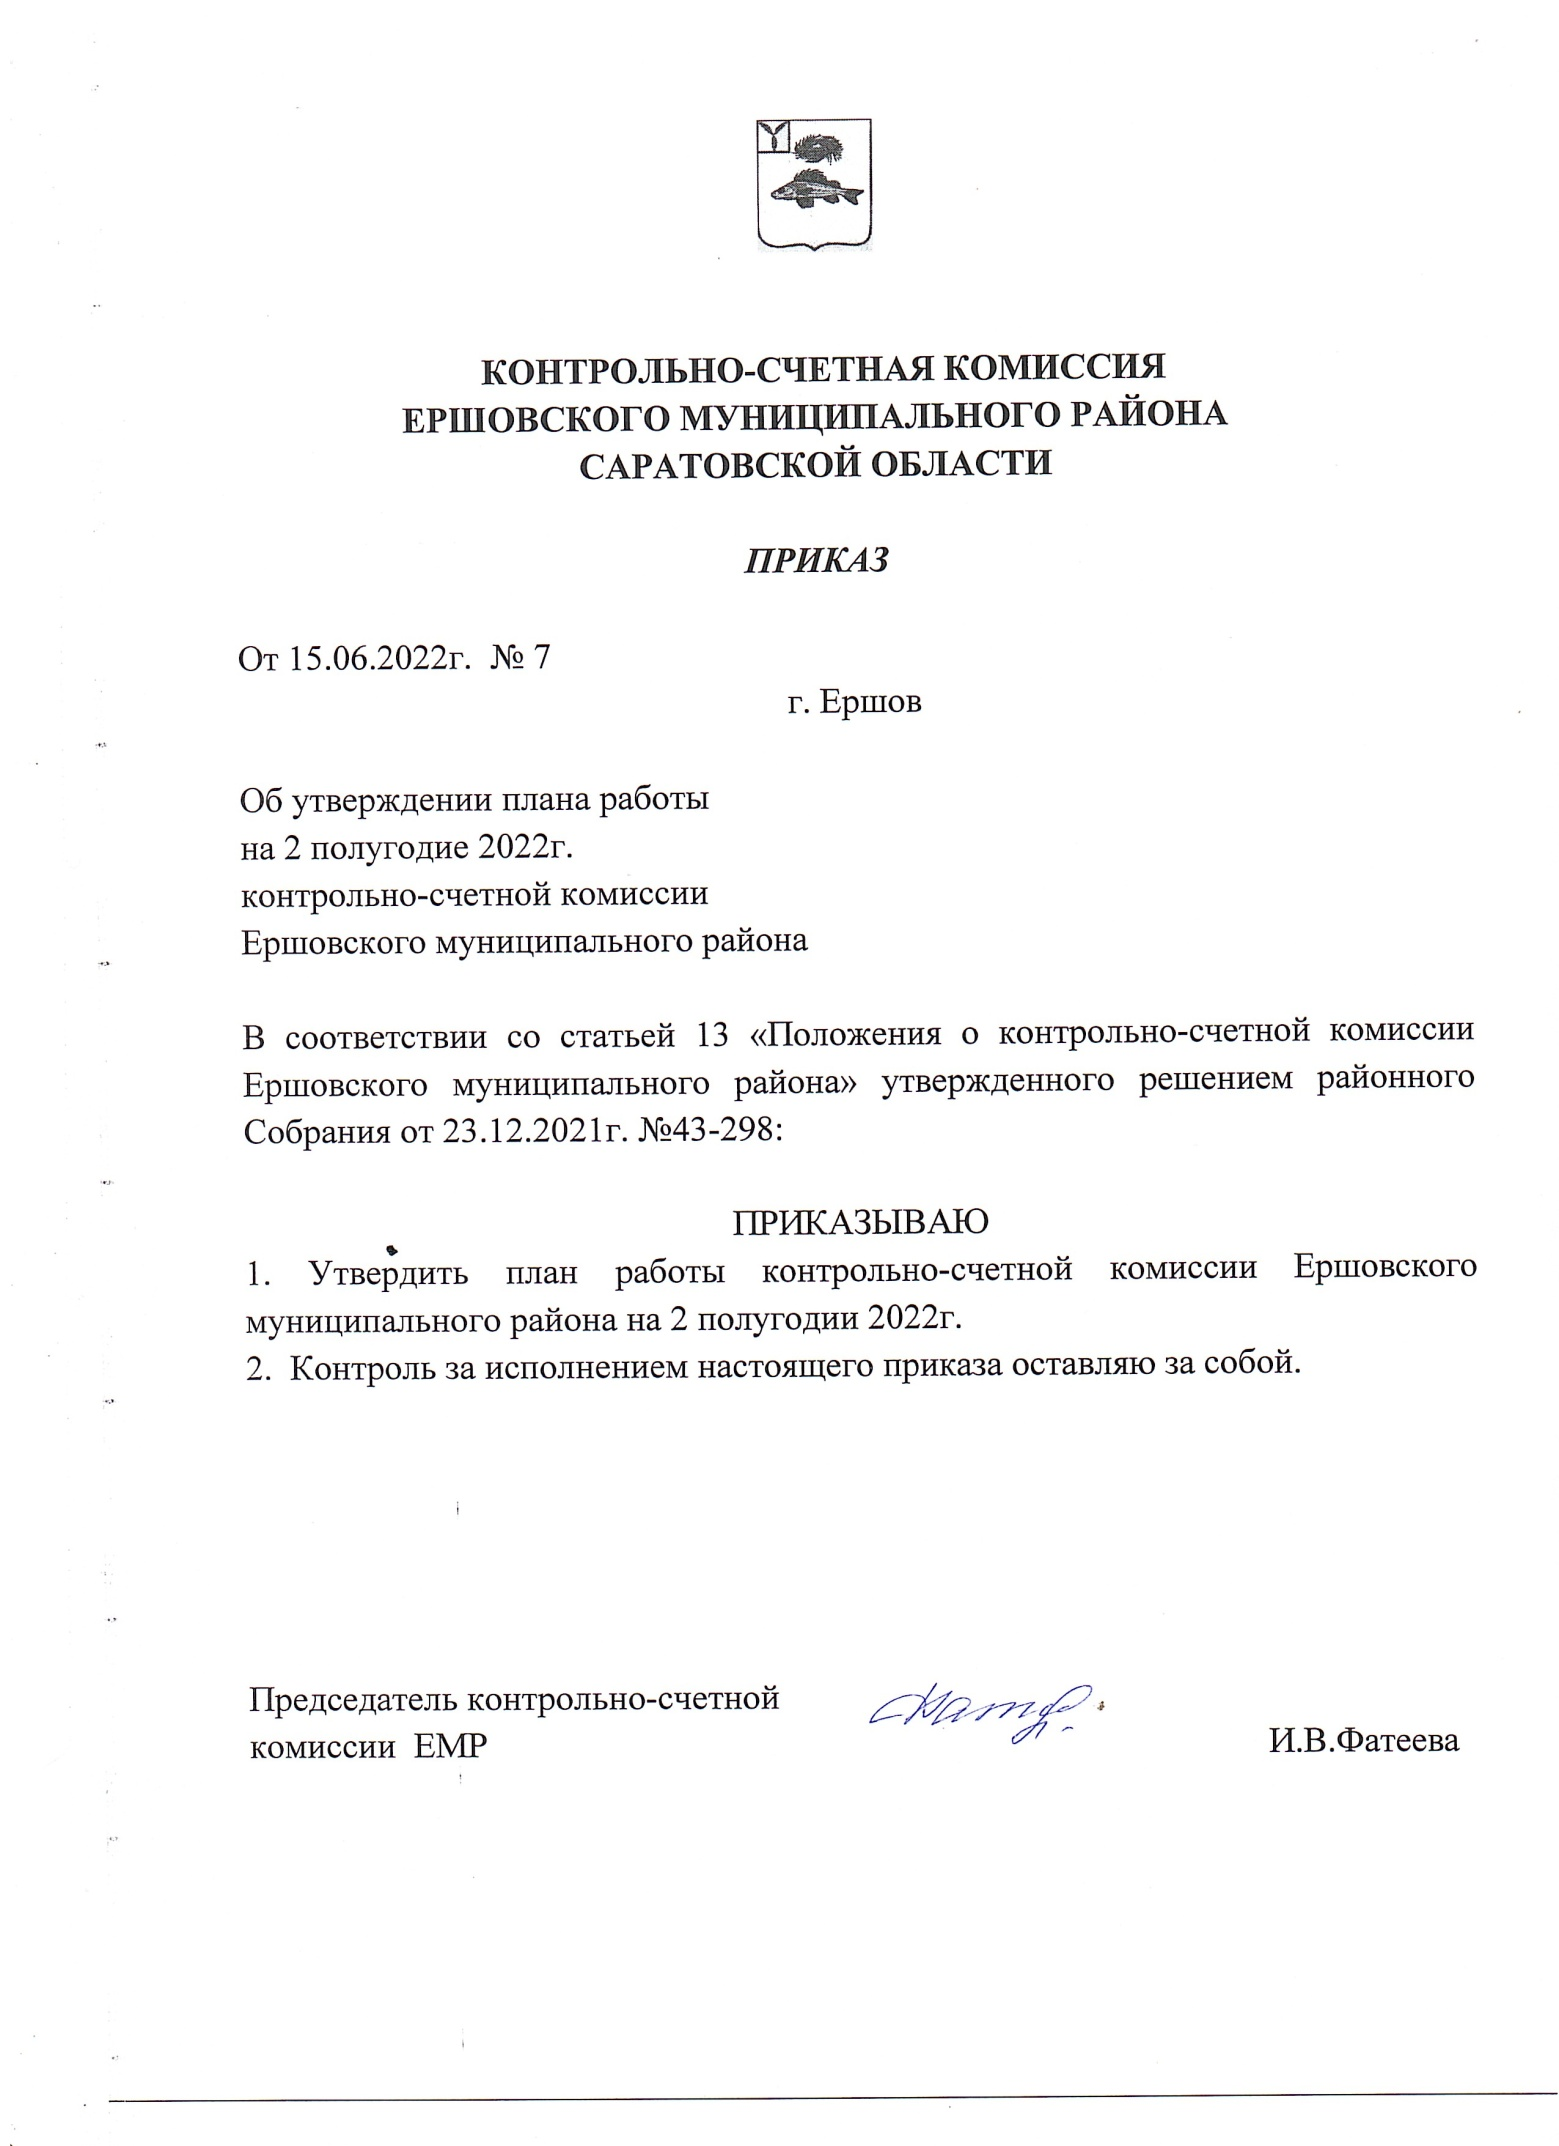 КОНТРОЛЬНО-СЧЕТНАЯ КОМИССИЯ
ЕРШОВСКОГО МУНИЦИПАЛЬНОГО РАЙОНА
САРАТОВСКОЙ ОБЛАСТИ
ПРИКАЗ
От 15.06.2022г. № 7
г. Ершов
Об утверждении плана работы
на 2 полугодие 2022г.
контрольно-счетной комиссии
Ершовского муниципального района
В соответствии со статьей 13 «Положения о контрольно-счетной комиссии
Ершовского муниципального района» утвержденного решением районного
Собрания от 23.12.2021г. №43-298:
ПРИКАЗЫВАЮ
1. Утвердить план работы контрольно-счетной комиссии Ершовского
муниципального района на 2 полугодии 2022г.
2. Контроль за исполнением настоящего приказа оставляю за собой.
Председатель контрольно-счетной
комиссии ЕМР И.В.Фатеева